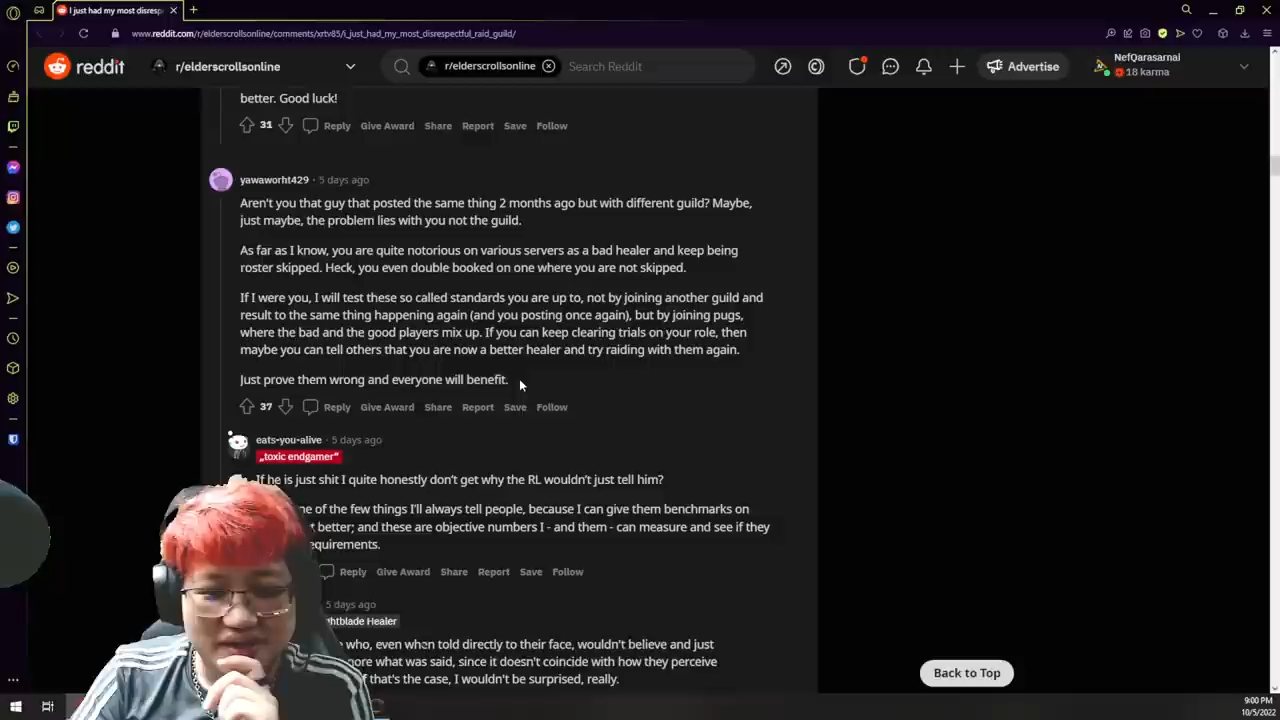 I just had my most disresp
www.reddit.com/r/elderscrollsonline/comments/xrtv85/i_just_had_my_most_disrespectful_raid_guild/
reddit
r/elderscrollsonline
r/elderscrollsonline
Search Reddit
Advertise
NefQarasarnal
18 karma
better. Good luck!
31 Reply Give Award Share Report Save Follow
yawaworht429 · 5 days ago
Aren't you that guy that posted the same thing 2 months ago but with different guild? Maybe,
just maybe, the problem lies with you not the guild.
As far as I know, you are quite notorious on various servers as a bad healer and keep being
roster skipped. Heck, you even double booked on one where you are not skipped.
If I were you, I will test these so called standards you are up to, not by joining another guild and
result to the same thing happening again (and you posting once again), but by joining pugs,
where the bad and the good players mix up. If you can keep clearing trials on your role, then
maybe you can tell others that you are now a better healer and try raiding with them again.
Just prove them wrong and everyone will benefit.
37 Reply Give Award Share Report Save Follow
eats-you-alive · 5 days ago
„toxic endgamer“
If he is just shit I quite honestly don't get why the RL wouldn't just tell him?
ne of the few things I'll always tell people, because I can give them benchmarks on
t better; and these are objective numbers I - and them - can measure and see if they
equirements.
Reply Give Award Share Report Save Follow
5 days ago
ghtblade Healer
who, even when told directly to their face, wouldn't believe and just
nore what was said, since it doesn't coincide with how they perceive
f that's the case, I wouldn't be surprised, really.
Back to Top
9:00 PM
10/5/2022